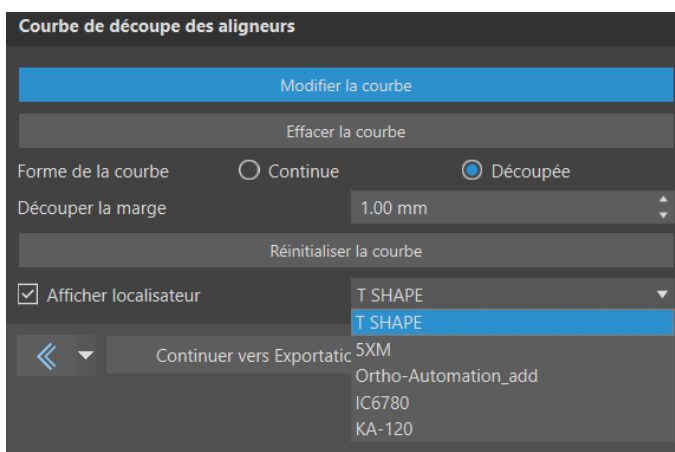 Courbe de découpe des aligneurs
Modifier la courbe
Effacer la courbe
Forme de la courbe Continue Découpée
Découper la marge 1.00 mm
Réinitialiser la courbe
Afficher localisateur T SHAPE
T SHAPE
5XM
Continuer vers Exportatic
Ortho-Automation_add
IC6780
KA-120